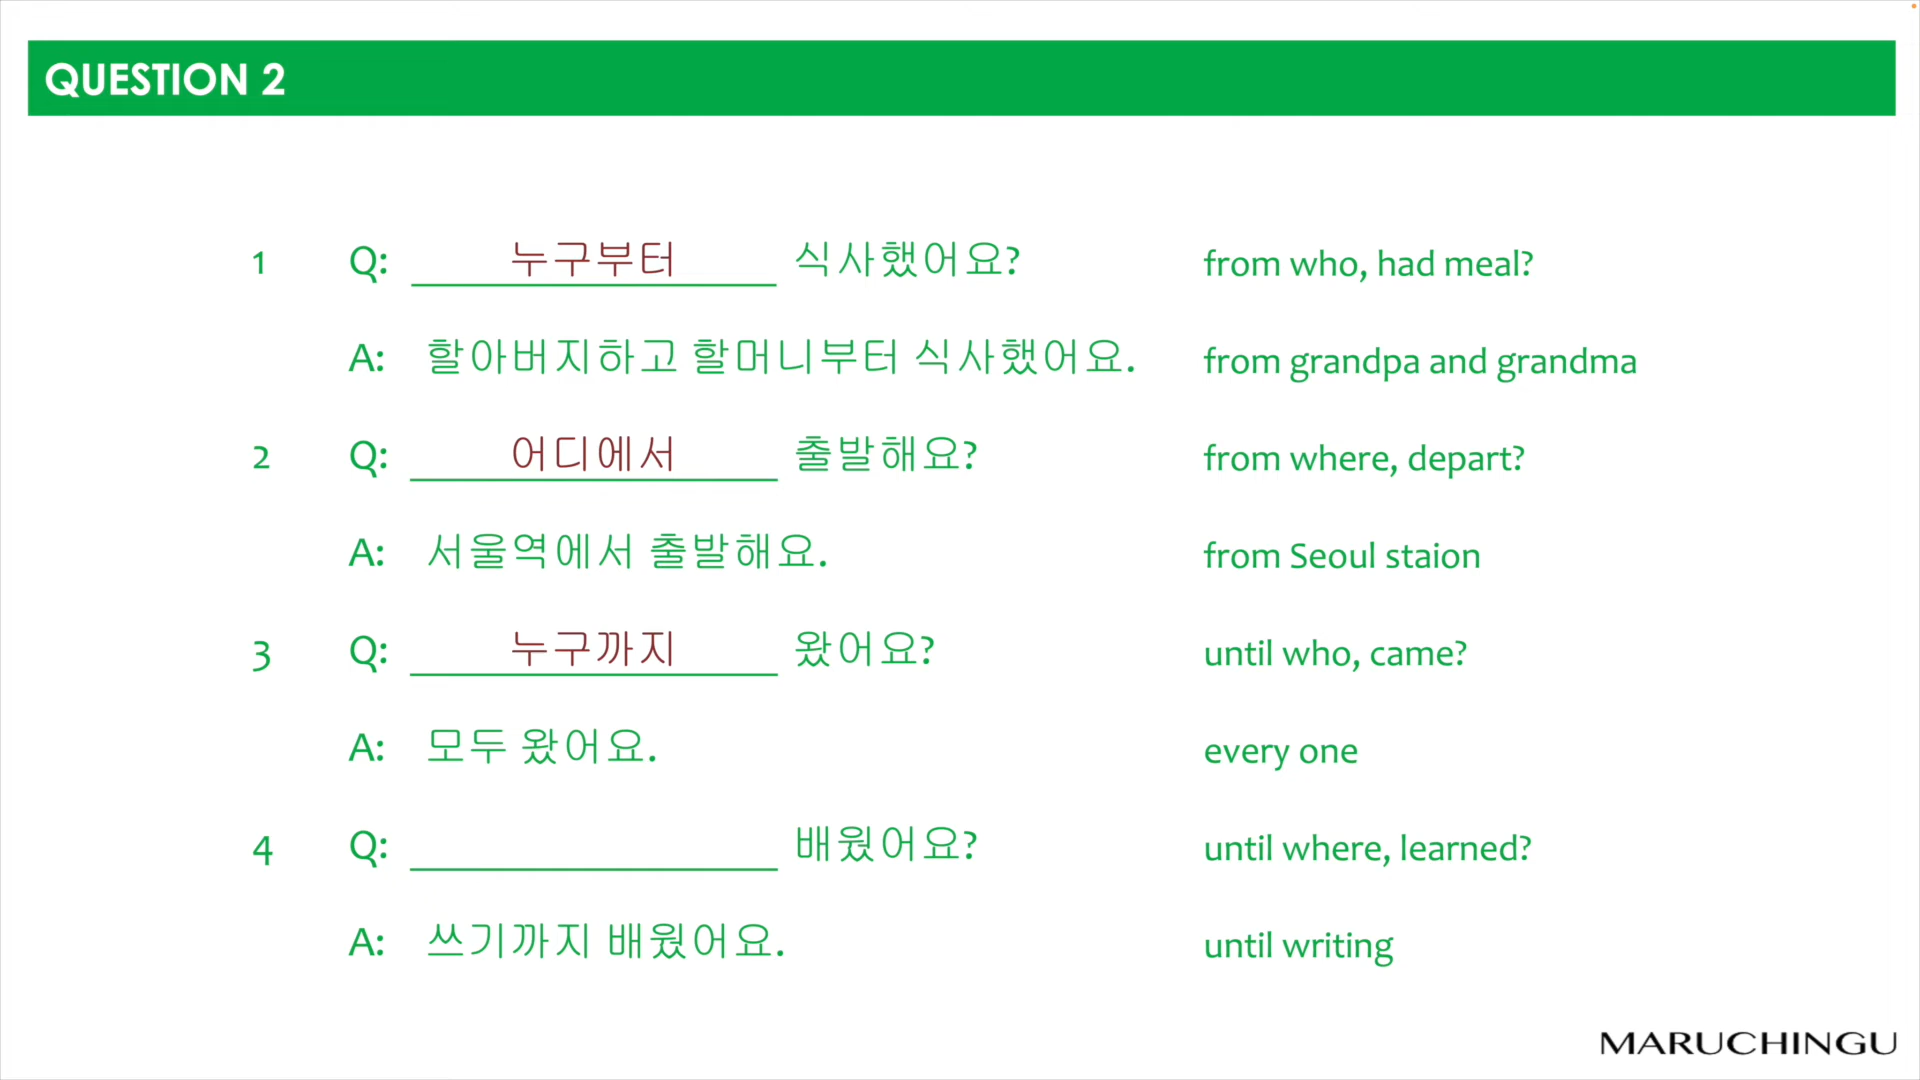 QUESTION 2
1 Q: 누구부터 식사했어요? from who, had meal?
A: 할아버지하고 할머니부터 식사했어요. from grandpa and grandma
2 Q: 어디에서 출발해요? from where, depart?
A: 서울역에서 출발해요. from Seoul staion
3 Q: 누구까지 왔어요? until who, came?
A: 모두 왔어요. every one
4 Q: 배웠어요? until where, learned?
A: 쓰기까지 배웠어요. until writing
MARUCHINGU